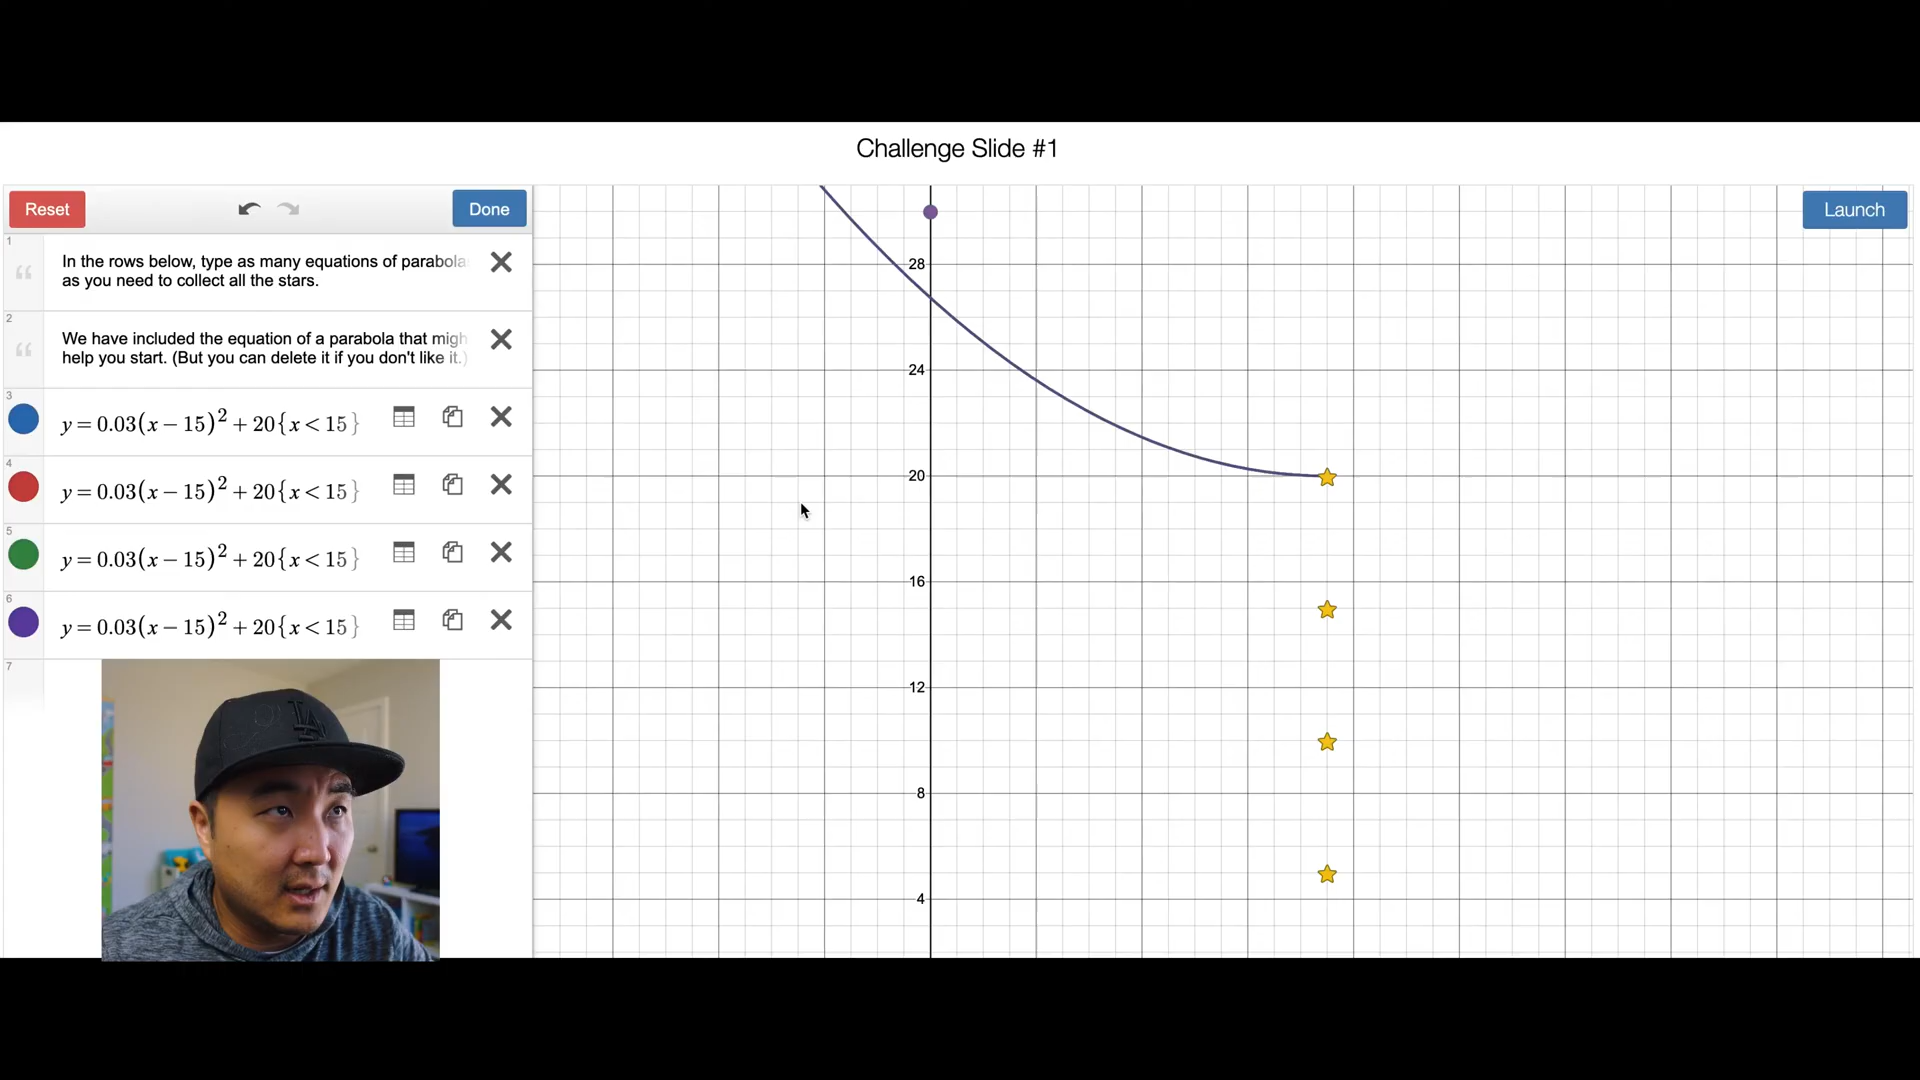 Challenge Slide #1
Reset
Done
Launch
1
In the rows below, type as many equations of parabola
as you need to collect all the stars.
2
We have included the equation of a parabola that migh
help you start. (But you can delete it if you don't like it.)
3
y = 0.03(x − 15)² + 20{x < 15}
4
y = 0.03(x − 15)² + 20{x < 15}
5
y = 0.03(x − 15)² + 20{x < 15}
6
y = 0.03(x − 15)² + 20{x < 15}
7
28
24
20
16
12
8
4
LA